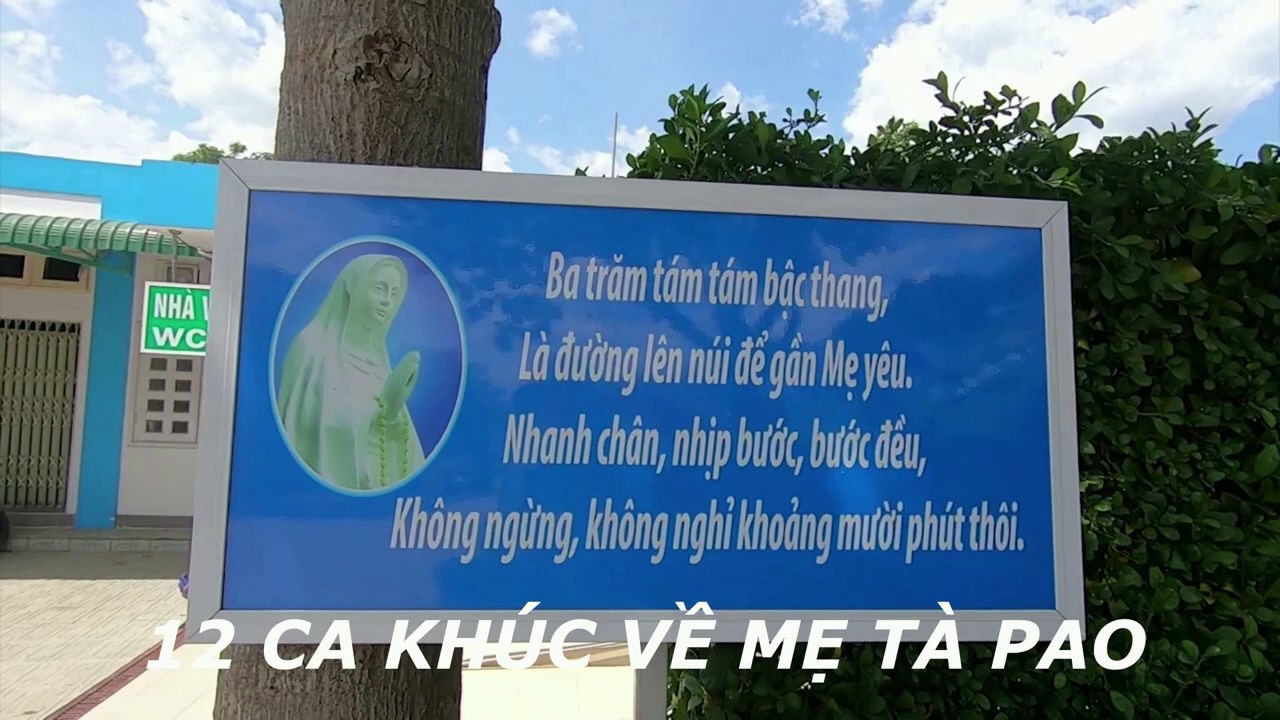 Ba trăm tám tám bậc thang,
Là đường lên núi để gần Mẹ yêu.
Nhanh chân, nhịp bước, bước đều,
Không ngừng, không nghỉ khoảng mười phút thôi.
NHÀ
WC
12 CA KHÚC VỀ MẸ TÀ PAO